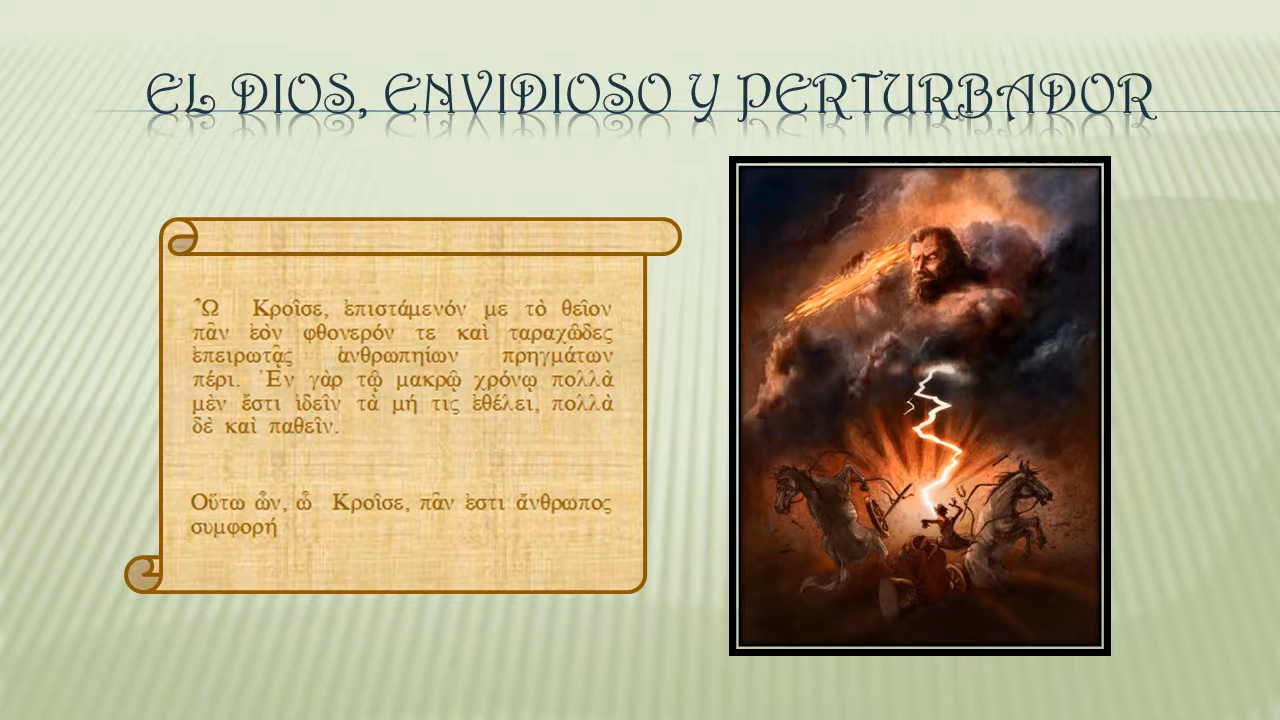 EL DIOS, ENVIDIOSO Y PERTURBADOR
Ὦ Κροῖσε, ἐπιστάμενόν με τὸ θεῖον
πᾶν ἐὸν φθονερόν τε καὶ ταραχῶδες
ἐπειρωτᾷς ἀνθρωπηίων πρηγμάτων
πέρι. Ἐν γὰρ τῷ μακρῷ χρόνῳ πολλὰ
μὲν ἔστι ἰδεῖν τὰ μή τις ἐθέλει, πολλὰ
δὲ καὶ παθεῖν.
Οὕτω ὦν, ὦ Κροῖσε, πᾶν ἐστι ἄνθρωπος
συμφορή